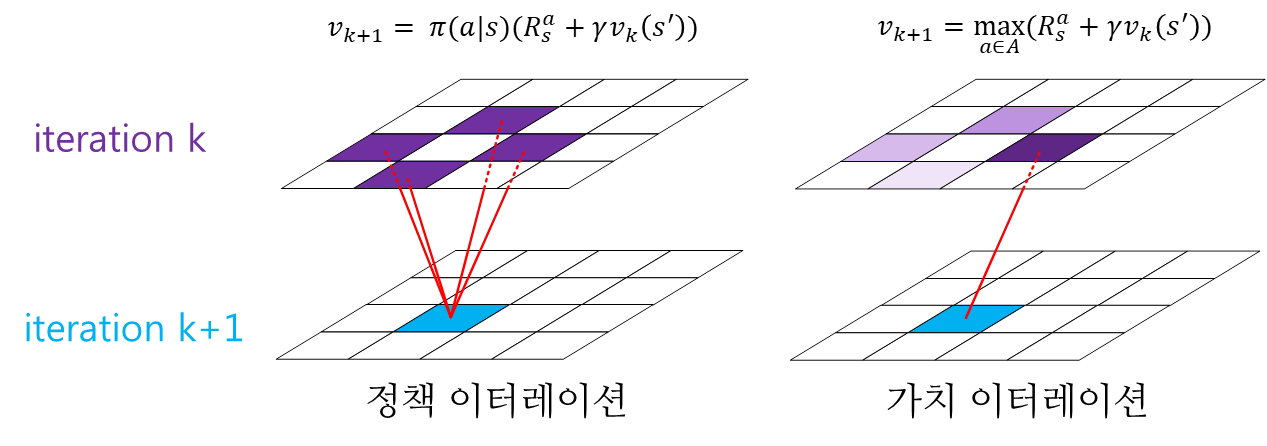 v_{k+1} = π(a|s)(R_s^a + γv_k(s′))
v_{k+1} = max_{a∈A}(R_s^a + γv_k(s′))
iteration k
iteration k+1
정책 이터레이션
가치 이터레이션